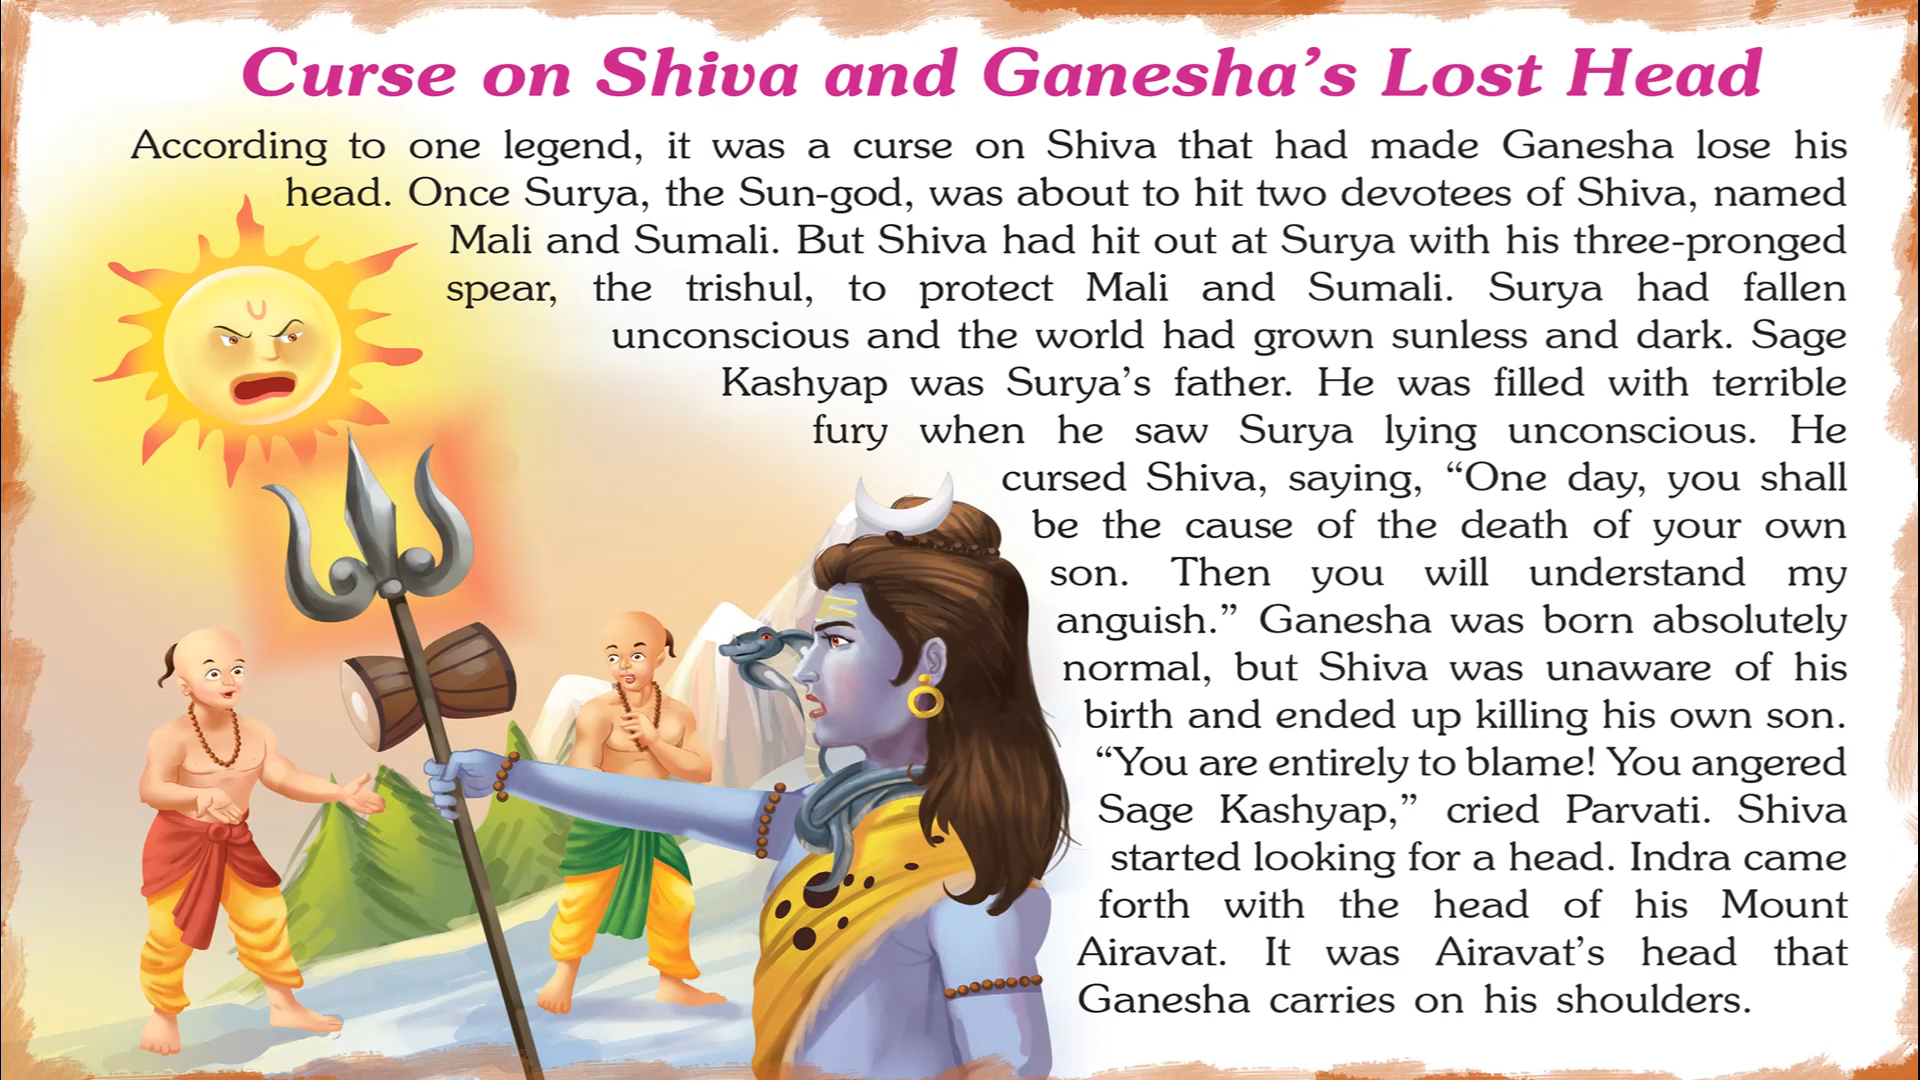 Curse on Shiva and Ganesha’s Lost Head
According to one legend, it was a curse on Shiva that had made Ganesha lose his
head. Once Surya, the Sun-god, was about to hit two devotees of Shiva, named
Mali and Sumali. But Shiva had hit out at Surya with his three-pronged
spear, the trishul, to protect Mali and Sumali. Surya had fallen
unconscious and the world had grown sunless and dark. Sage
Kashyap was Surya’s father. He was filled with terrible
fury when he saw Surya lying unconscious. He
cursed Shiva, saying, “One day, you shall
be the cause of the death of your own
son. Then you will understand my
anguish.” Ganesha was born absolutely
normal, but Shiva was unaware of his
birth and ended up killing his own son.
“You are entirely to blame! You angered
Sage Kashyap,” cried Parvati. Shiva
started looking for a head. Indra came
forth with the head of his Mount
Airavat. It was Airavat’s head that
Ganesha carries on his shoulders.